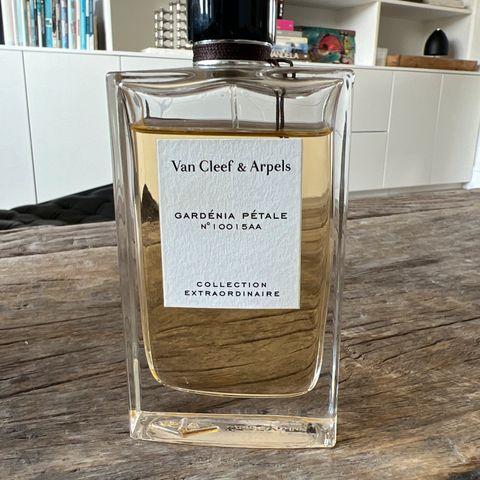 Van Cleef & Arpels
GARDÉNIA PÉTALE
N°10015AA
COLLECTION
EXTRAORDINAIRE